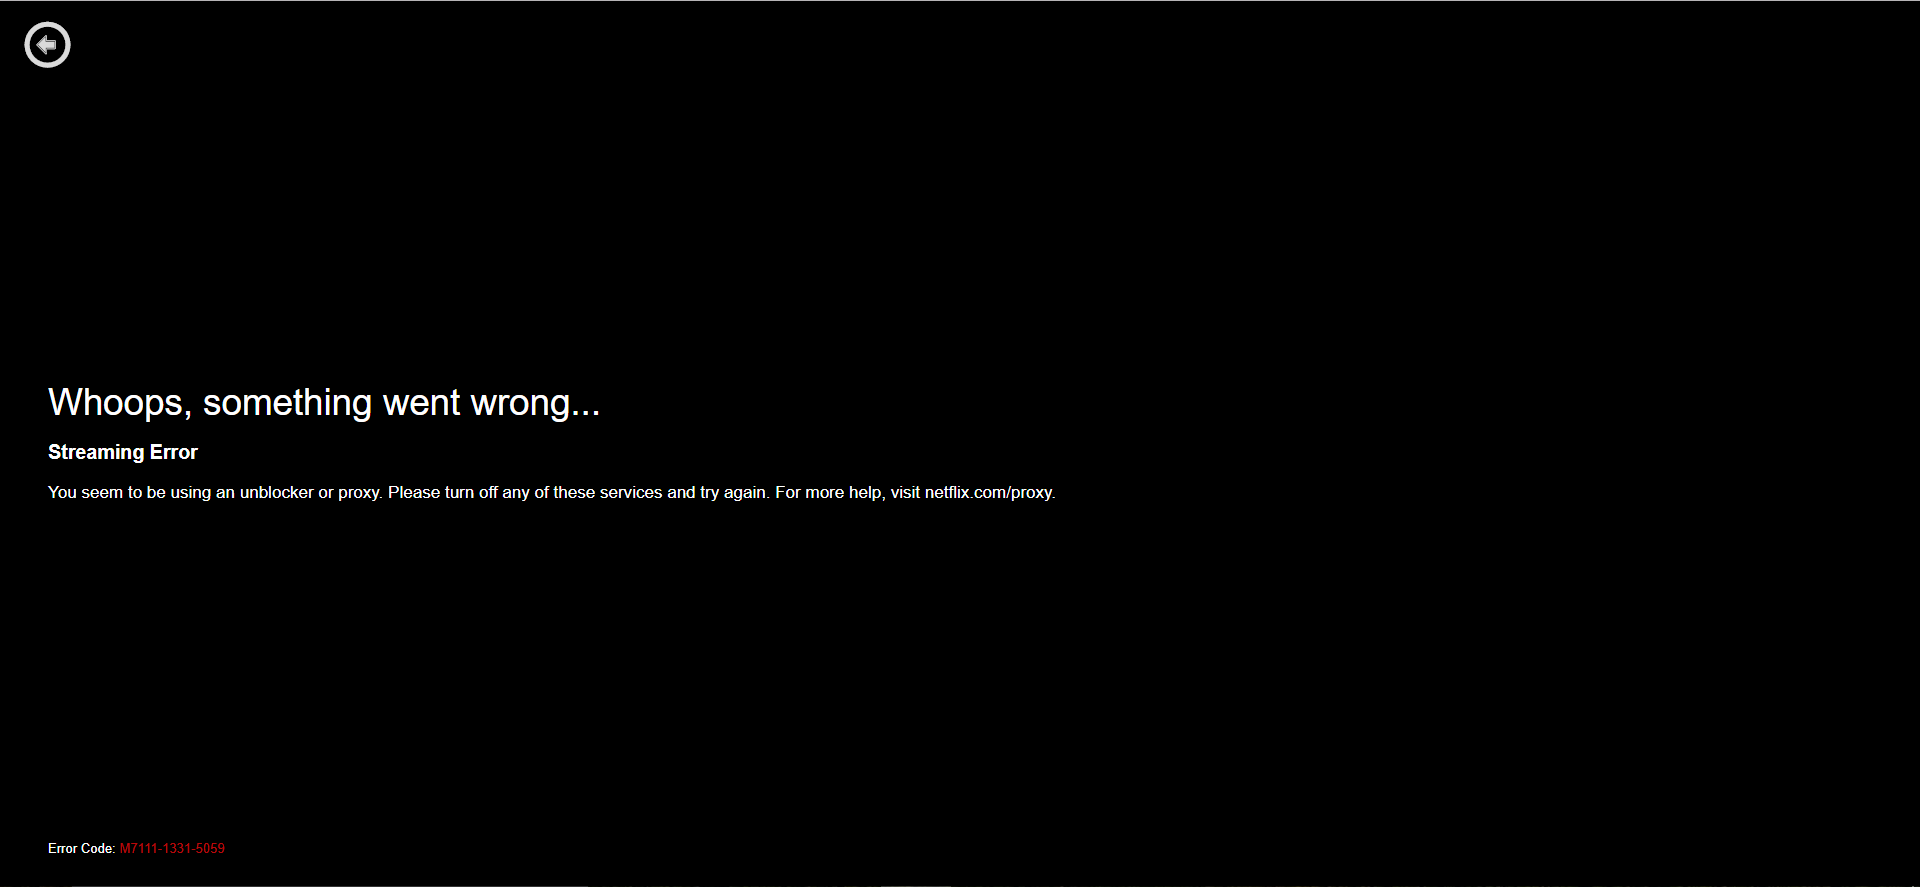 Whoops, something went wrong...
Streaming Error
You seem to be using an unblocker or proxy. Please turn off any of these services and try again. For more help, visit netflix.com/proxy.
Error Code: M7111-1331-5059